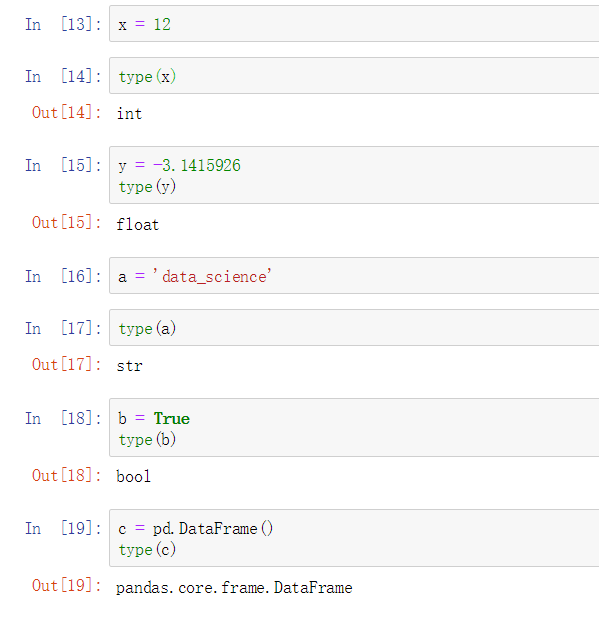 In [13]: x = 12
In [14]: type(x)
Out[14]: int
In [15]: y = -3.1415926
type(y)
Out[15]: float
In [16]: a = 'data_science'
In [17]: type(a)
Out[17]: str
In [18]: b = True
type(b)
Out[18]: bool
In [19]: c = pd.DataFrame()
type(c)
Out[19]: pandas.core.frame.DataFrame